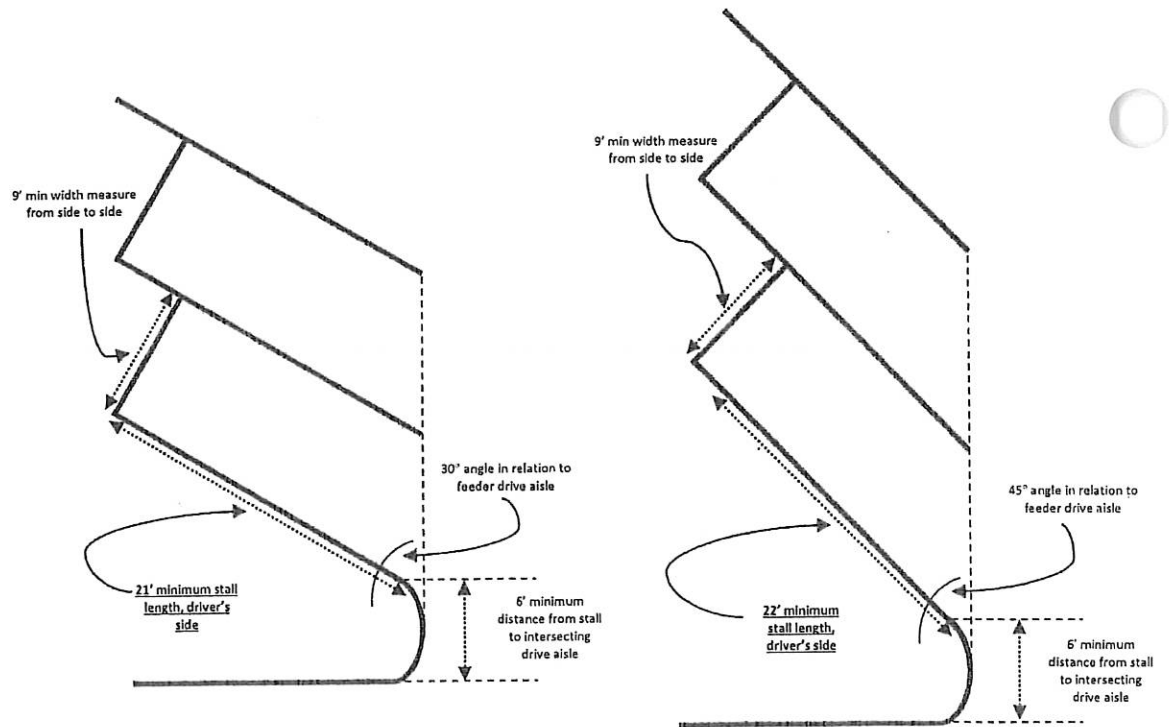 9' min width measure
from side to side
30° angle in relation to
feeder drive aisle
21' minimum stall
length, driver's
side
6' minimum
distance from stall
to intersecting
drive aisle
9' min width measure
from side to side
45° angle in relation to
feeder drive aisle
22' minimum
stall length,
driver's side
6' minimum
distance from stall
to intersecting
drive aisle